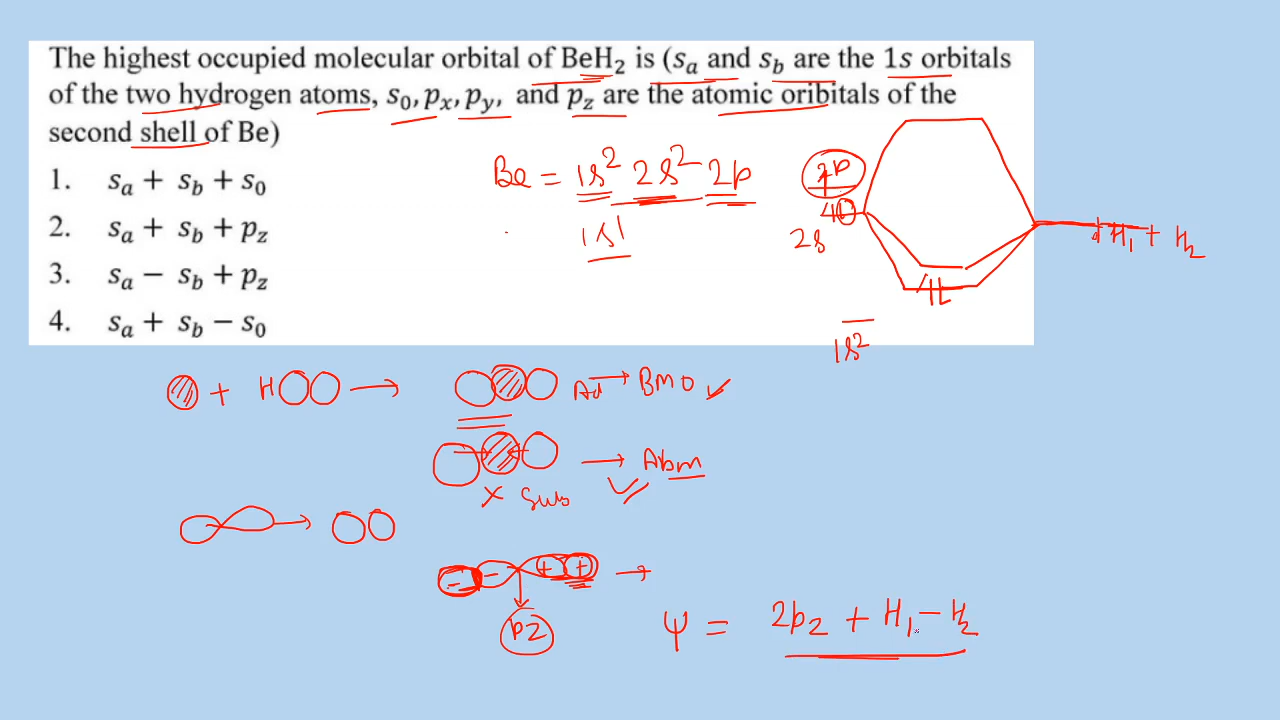 The highest occupied molecular orbital of BeH₂ is (sₐ and s_b are the 1s orbitals
of the two hydrogen atoms, s₀, pₓ, p_y, and p_z are the atomic oribitals of the
second shell of Be)
1. sₐ + s_b + s₀
2. sₐ + s_b + p_z
3. sₐ − s_b + p_z
4. sₐ + s_b − s₀
Be = 1s² 2s² 2p
1s¹
2p
2s
H₁ + H₂
1s²
+ H → Ad → BMO ✓
→ Abm
× Sub
→
− − + + →
pz
Ψ = 2pz + H₁ − H₂